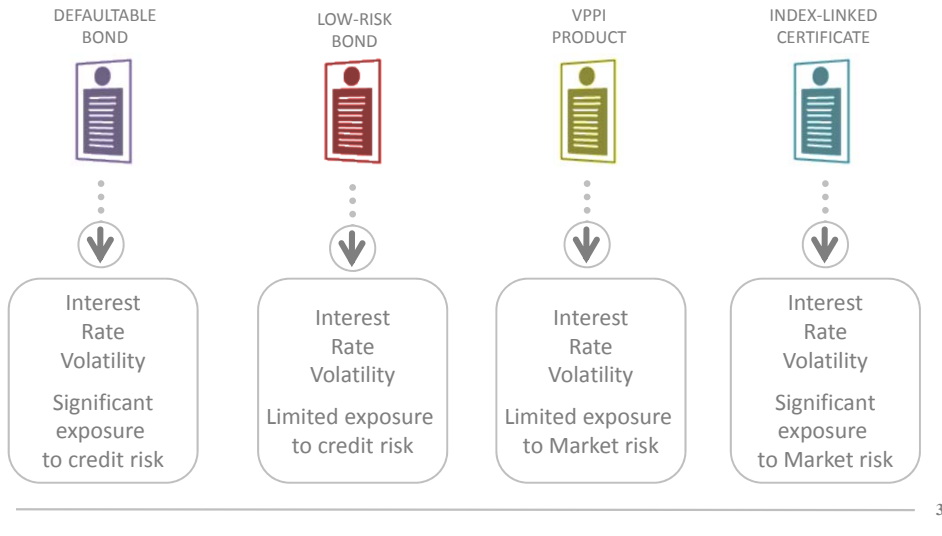 DEFAULTABLE
BOND
LOW-RISK
BOND
VPPI
PRODUCT
INDEX-LINKED
CERTIFICATE
Interest
Rate
Volatility
Significant
exposure
to credit risk
Interest
Rate
Volatility
Limited exposure
to credit risk
Interest
Rate
Volatility
Limited exposure
to Market risk
Interest
Rate
Volatility
Significant
exposure
to Market risk
3